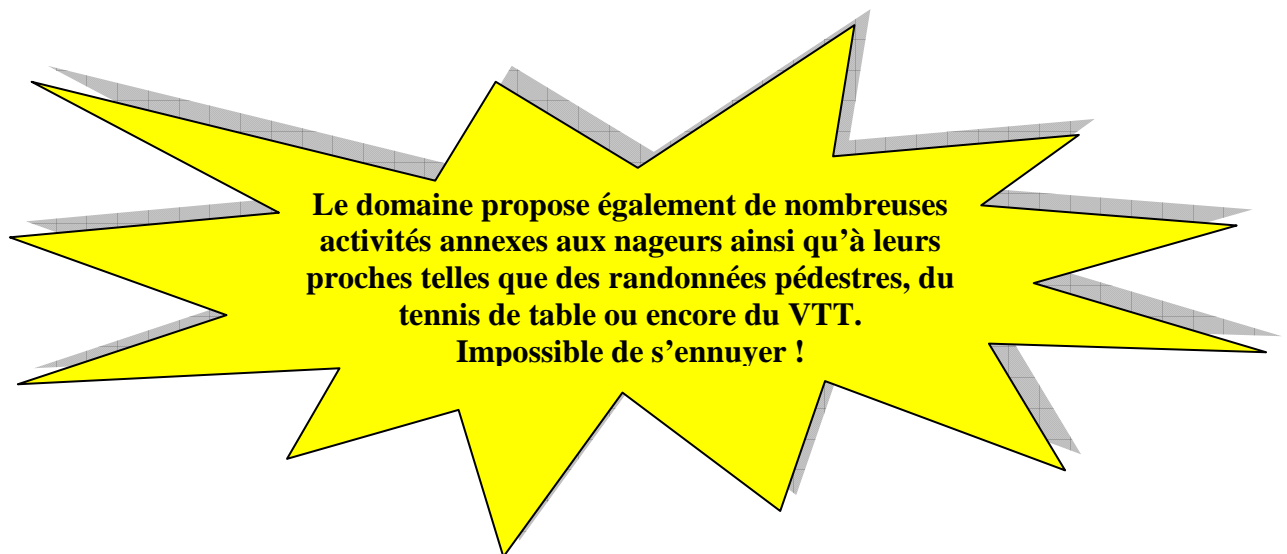 Le domaine propose également de nombreuses
activités annexes aux nageurs ainsi qu’à leurs
proches telles que des randonnées pédestres, du
tennis de table ou encore du VTT.
Impossible de s’ennuyer !